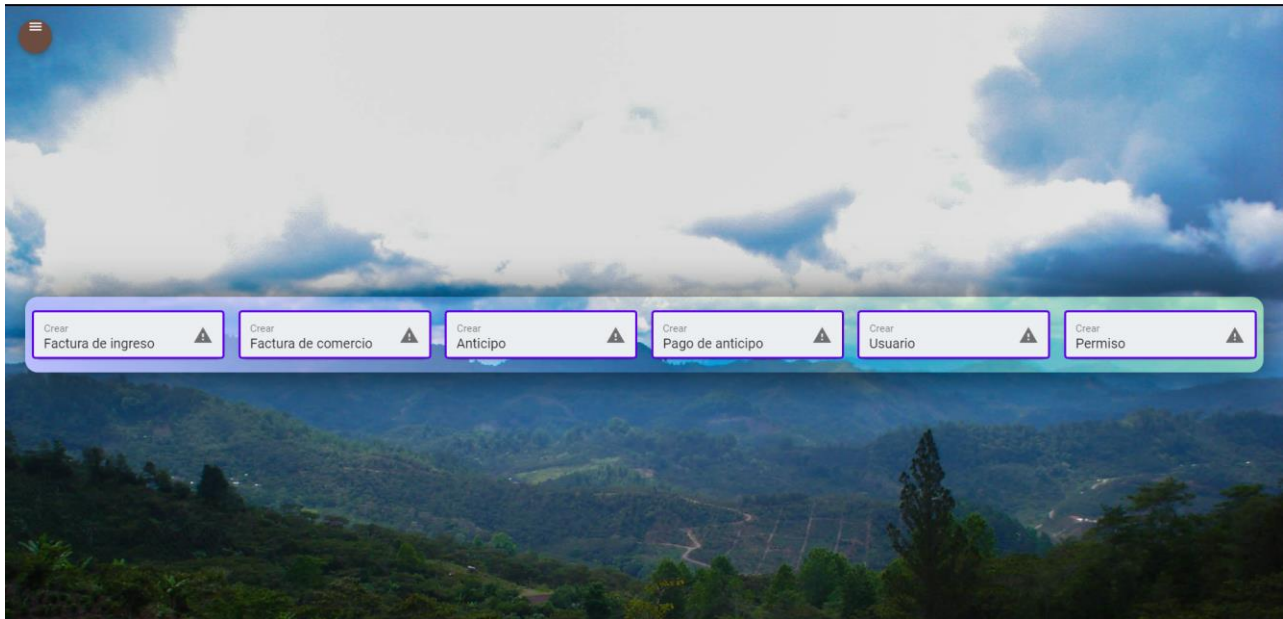 Crear
Factura de ingreso
Crear
Factura de comercio
Crear
Anticipo
Crear
Pago de anticipo
Crear
Usuario
Crear
Permiso